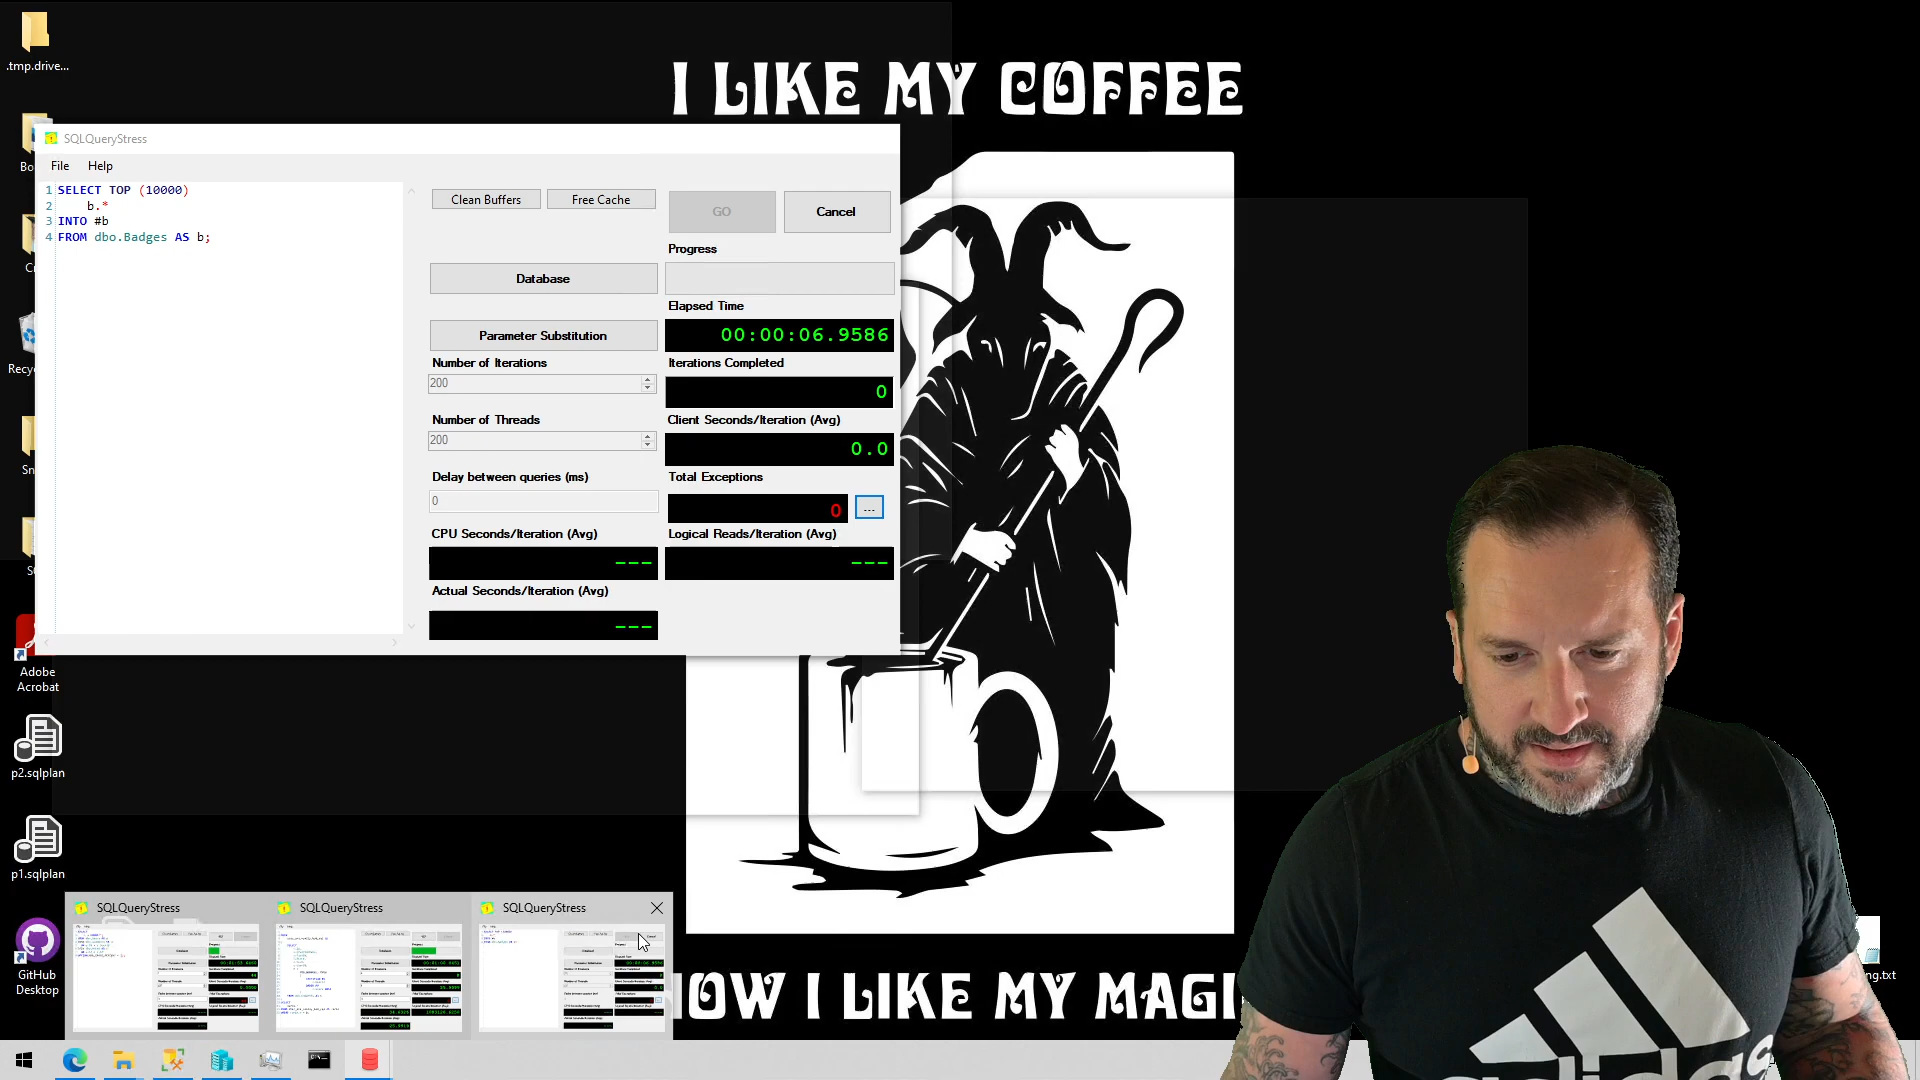 .tmp.drive...
I LIKE MY COFFEE
SQLQueryStress
File Help
1 SELECT TOP (10000)
2 b.*
3 INTO #b
4 FROM dbo.Badges AS b;
Clean Buffers
Free Cache
GO
Cancel
Progress
Database
Elapsed Time
00:00:06.9586
Parameter Substitution
Number of Iterations
200
Iterations Completed
0
Number of Threads
200
Client Seconds/Iteration (Avg)
0.0
Delay between queries (ms)
0
Total Exceptions
0
...
CPU Seconds/Iteration (Avg)
---
Logical Reads/Iteration (Avg)
---
Actual Seconds/Iteration (Avg)
---
Adobe
Acrobat
p2.sqlplan
p1.sqlplan
GitHub
Desktop
SQLQueryStress
SQLQueryStress
SQLQueryStress
HOW I LIKE MY MAGI
ng.txt
adidas